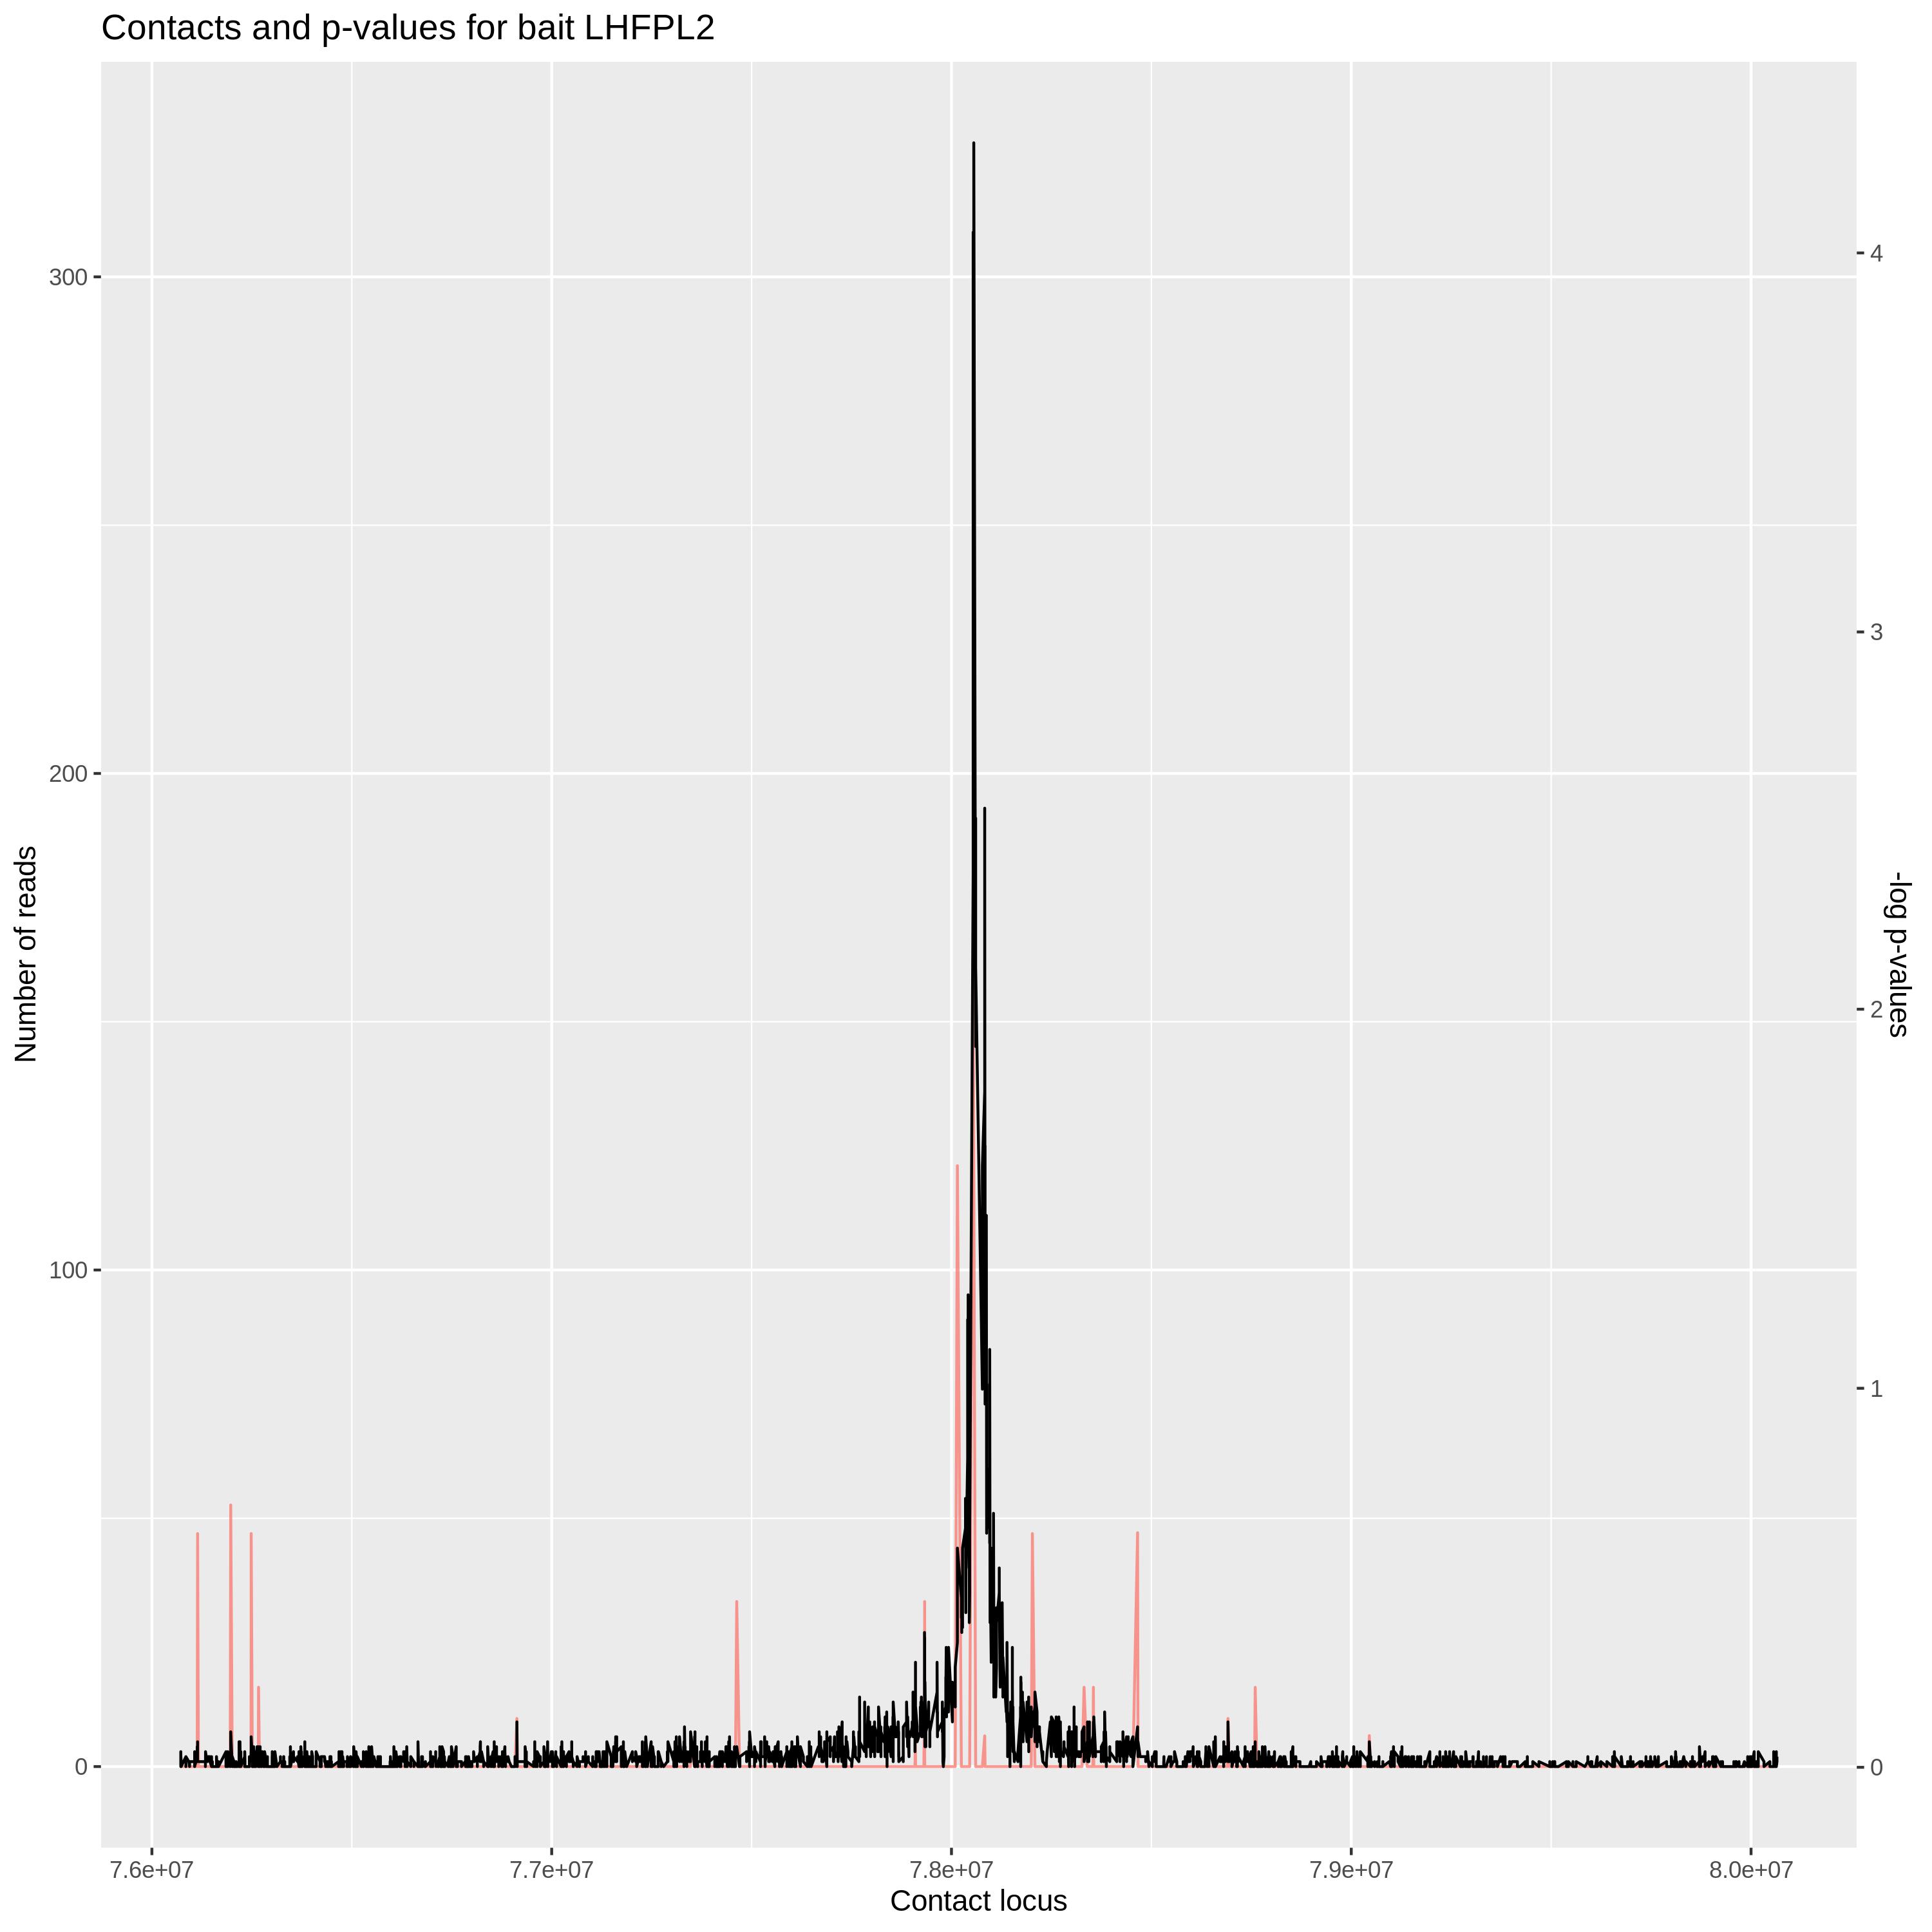 Contacts and p-values for bait LHFPL2
Number of reads
300
200
100
0
4
3
2
1
0
-log p-values
7.6e+07
7.7e+07
7.8e+07
7.9e+07
8.0e+07
Contact locus